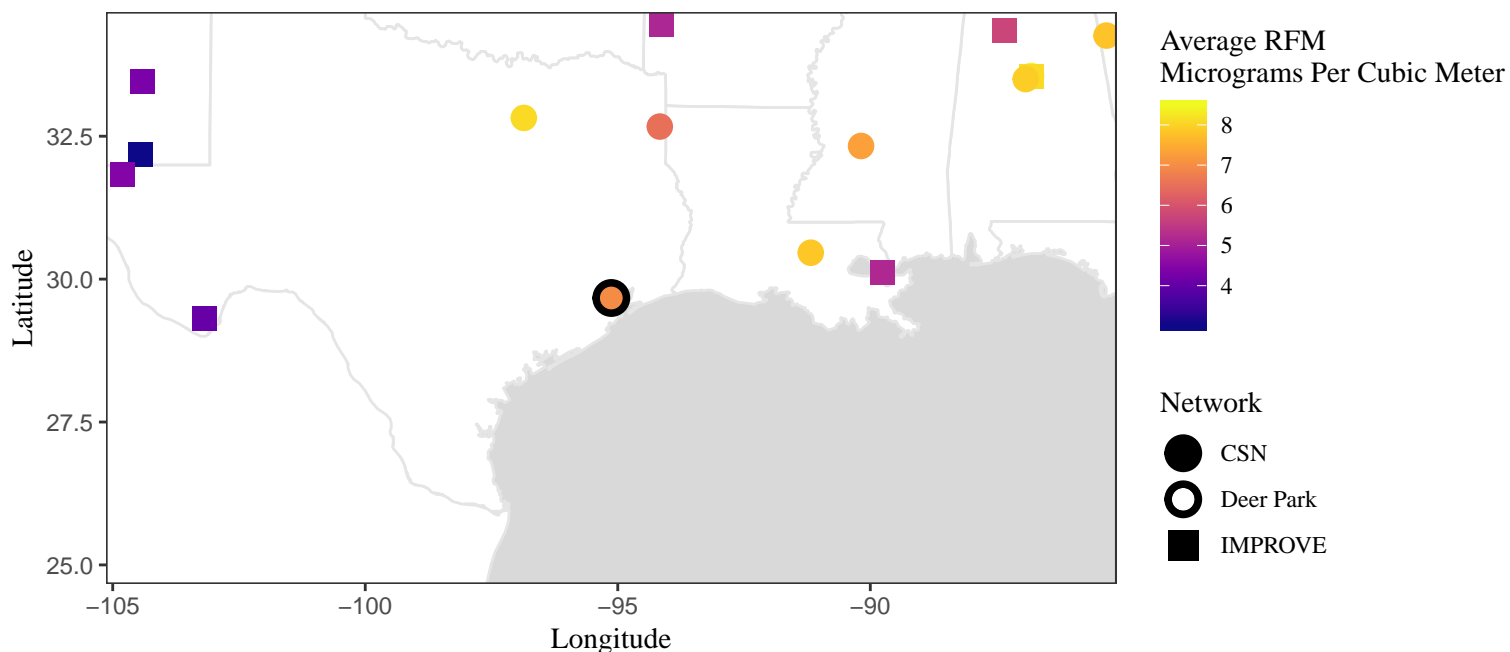 Average RFM
Micrograms Per Cubic Meter
8
7
6
5
4
Network
CSN
Deer Park
IMPROVE
Latitude
32.5
30.0
27.5
25.0
−105
−100
−95
−90
Longitude